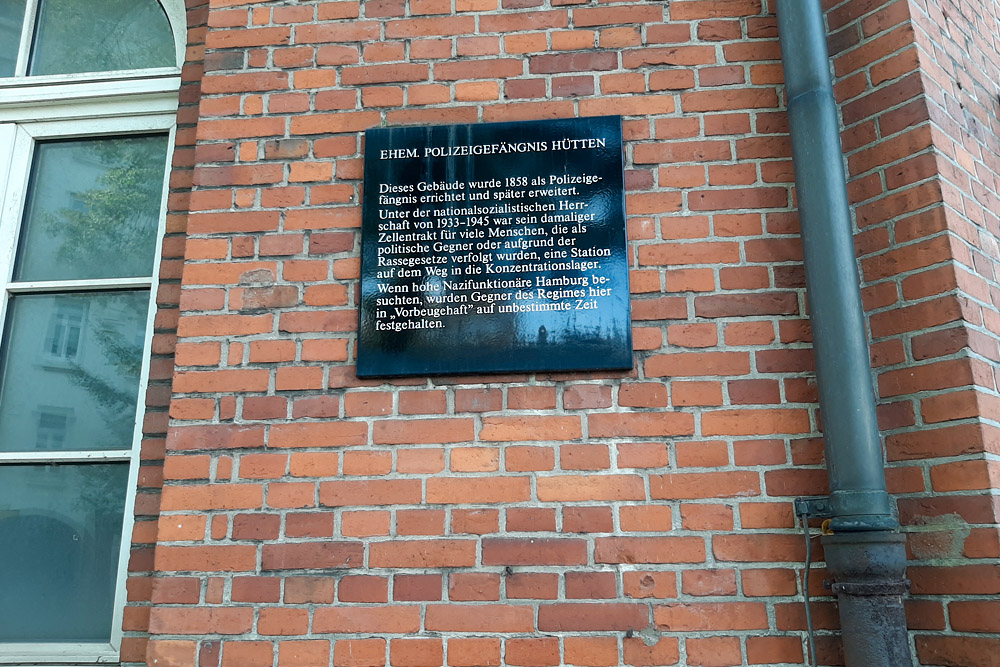 EHEM. POLIZEIGEFÄNGNIS HÜTTEN
Dieses Gebäude wurde 1858 als Polizeige-
fängnis errichtet und später erweitert.
Unter der nationalsozialistischen Herr-
schaft von 1933–1945 war sein damaliger
Zellentrakt für viele Menschen, die als
politische Gegner oder aufgrund der
Rassegesetze verfolgt wurden, eine Station
auf dem Weg in die Konzentrationslager.
Wenn hohe Nazifunktionäre Hamburg be-
suchten, wurden Gegner des Regimes hier
in „Vorbeugehaft” auf unbestimmte Zeit
festgehalten.